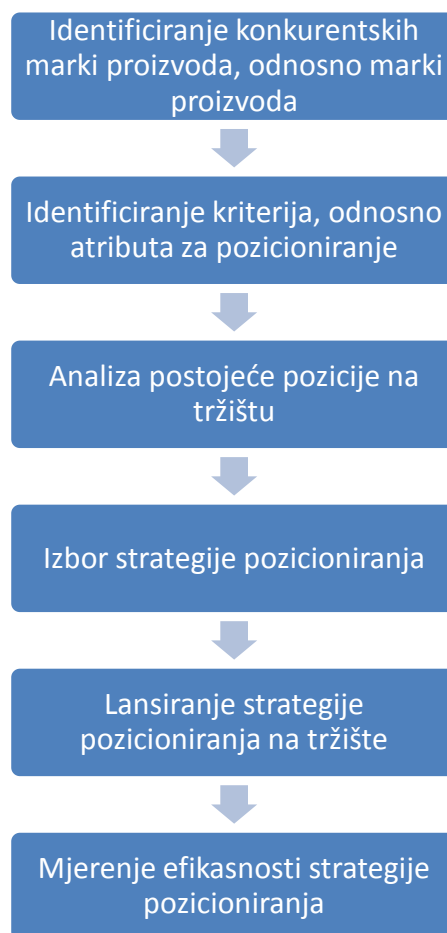 Identificiranje konkurentskih
marki proizvoda, odnosno marki
proizvoda
Identificiranje kriterija, odnosno
atributa za pozicioniranje
Analiza postojeće pozicije na
tržištu
Izbor strategije pozicioniranja
Lansiranje strategije
pozicioniranja na tržište
Mjerenje efikasnosti strategije
pozicioniranja